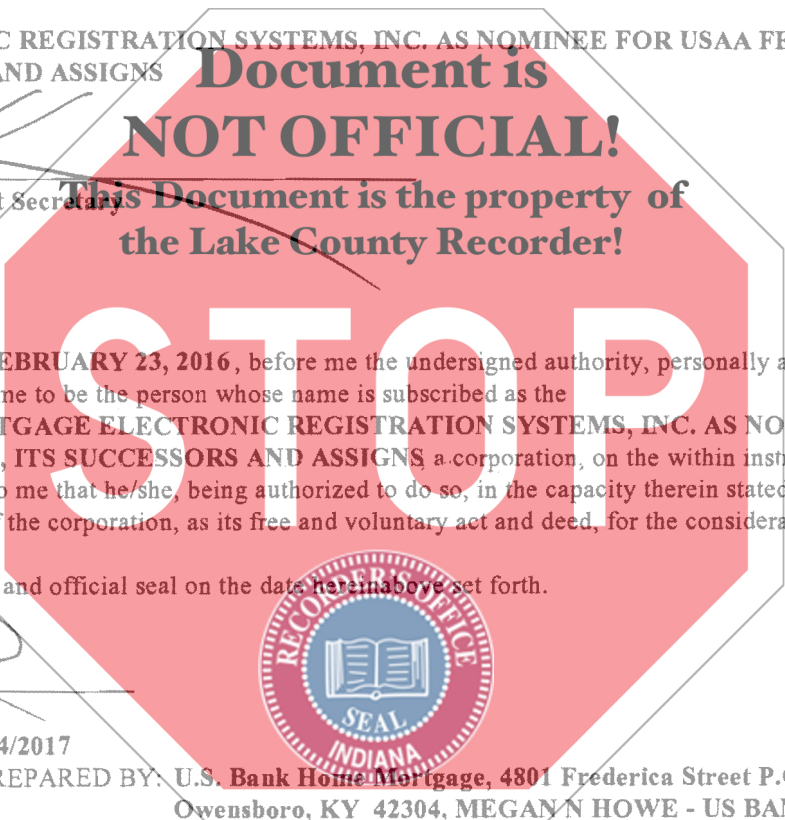 C REGISTRATION SYSTEMS, INC. AS NOMINEE FOR USAA FE
AND ASSIGNS
Document is
NOT OFFICIAL!
t Secretary
This Document is the property of
the Lake County Recorder!
STOP
EBRUARY 23, 2016, before me the undersigned authority, personally a
me to be the person whose name is subscribed as the
TGAGE ELECTRONIC REGISTRATION SYSTEMS, INC. AS NO
, ITS SUCCESSORS AND ASSIGNS a corporation, on the within inst
o me that he/she, being authorized to do so, in the capacity therein stated
f the corporation, as its free and voluntary act and deed, for the considera
and official seal on the date hereinabove set forth.
RECORDER'S OFFICE
SEAL
INDIANA
4/2017
REPARED BY: U.S. Bank Home Mortgage, 4801 Frederica Street P.O
Owensboro, KY 42304, MEGAN N HOWE - US BAN